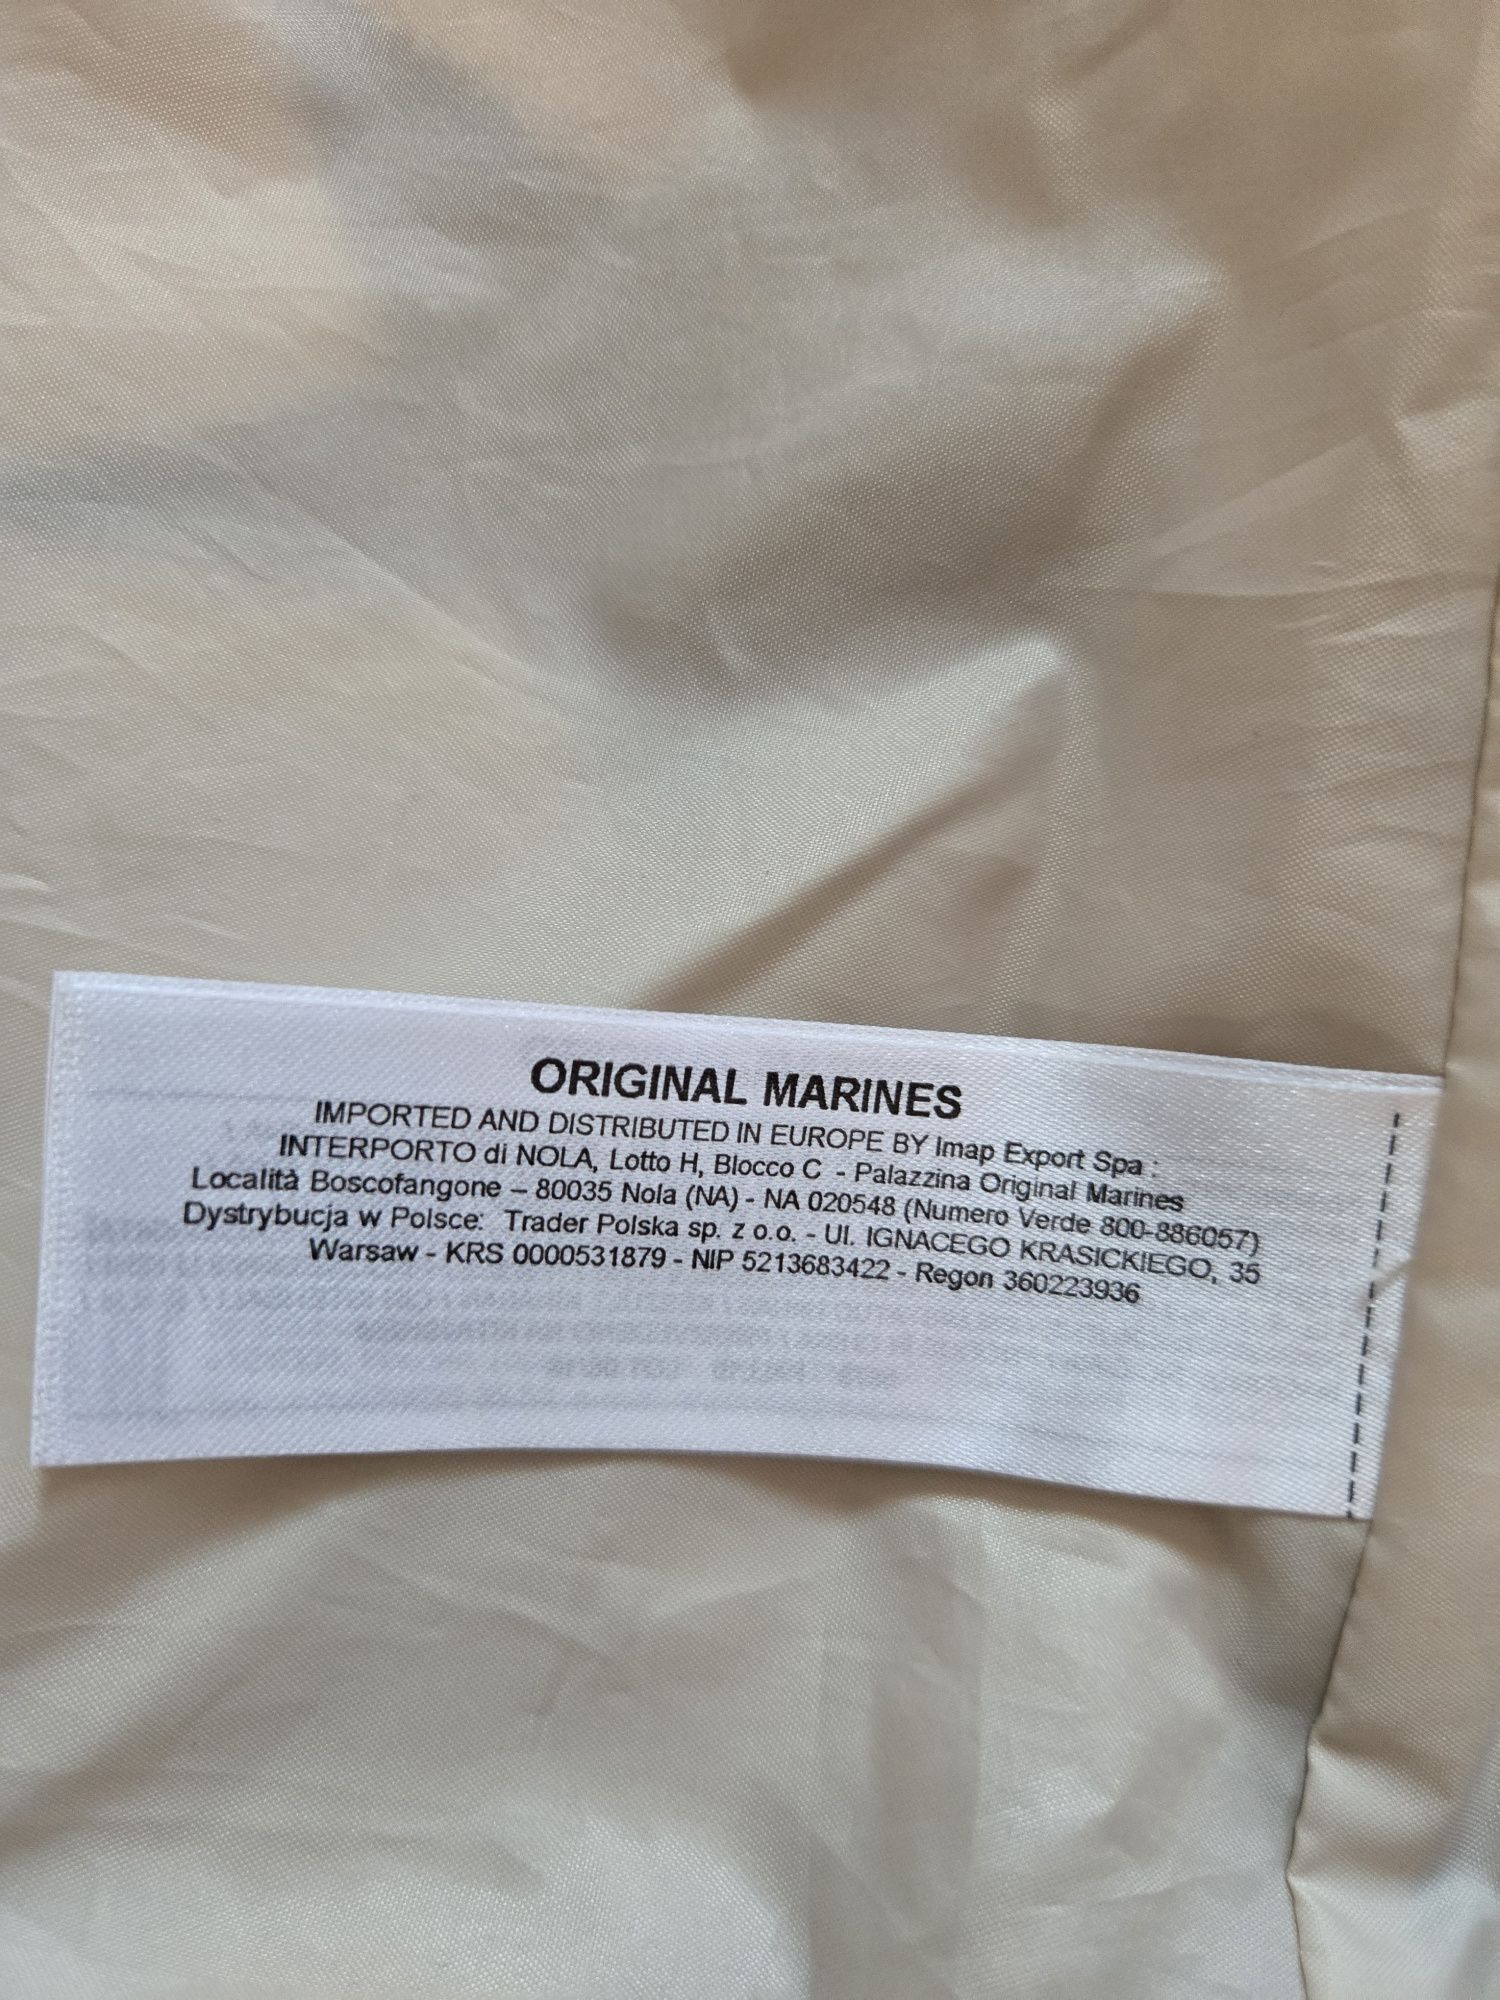 ORIGINAL MARINES
IMPORTED AND DISTRIBUTED IN EUROPE BY Imap Export Spa :
INTERPORTO di NOLA, Lotto H, Blocco C - Palazzina Original Marines
Località Boscofangone – 80035 Nola (NA) - NA 020548 (Numero Verde 800-886057)
Dystrybucja w Polsce: Trader Polska sp. z o.o. - Ul. IGNACEGO KRASICKIEGO, 35
Warsaw - KRS 0000531879 - NIP 5213683422 - Regon 360223936